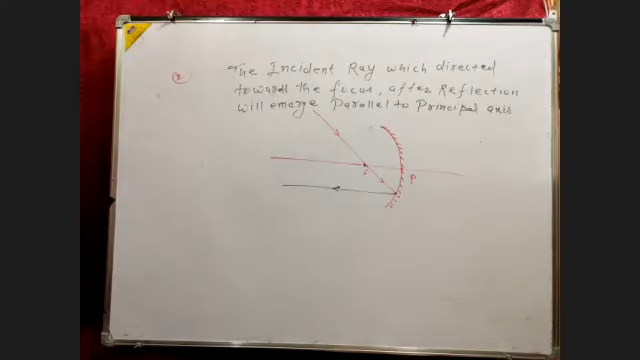 (2) The Incident Ray which directed
towards the focus, after Reflection
will emerge Parallel to Principal axis
F
P